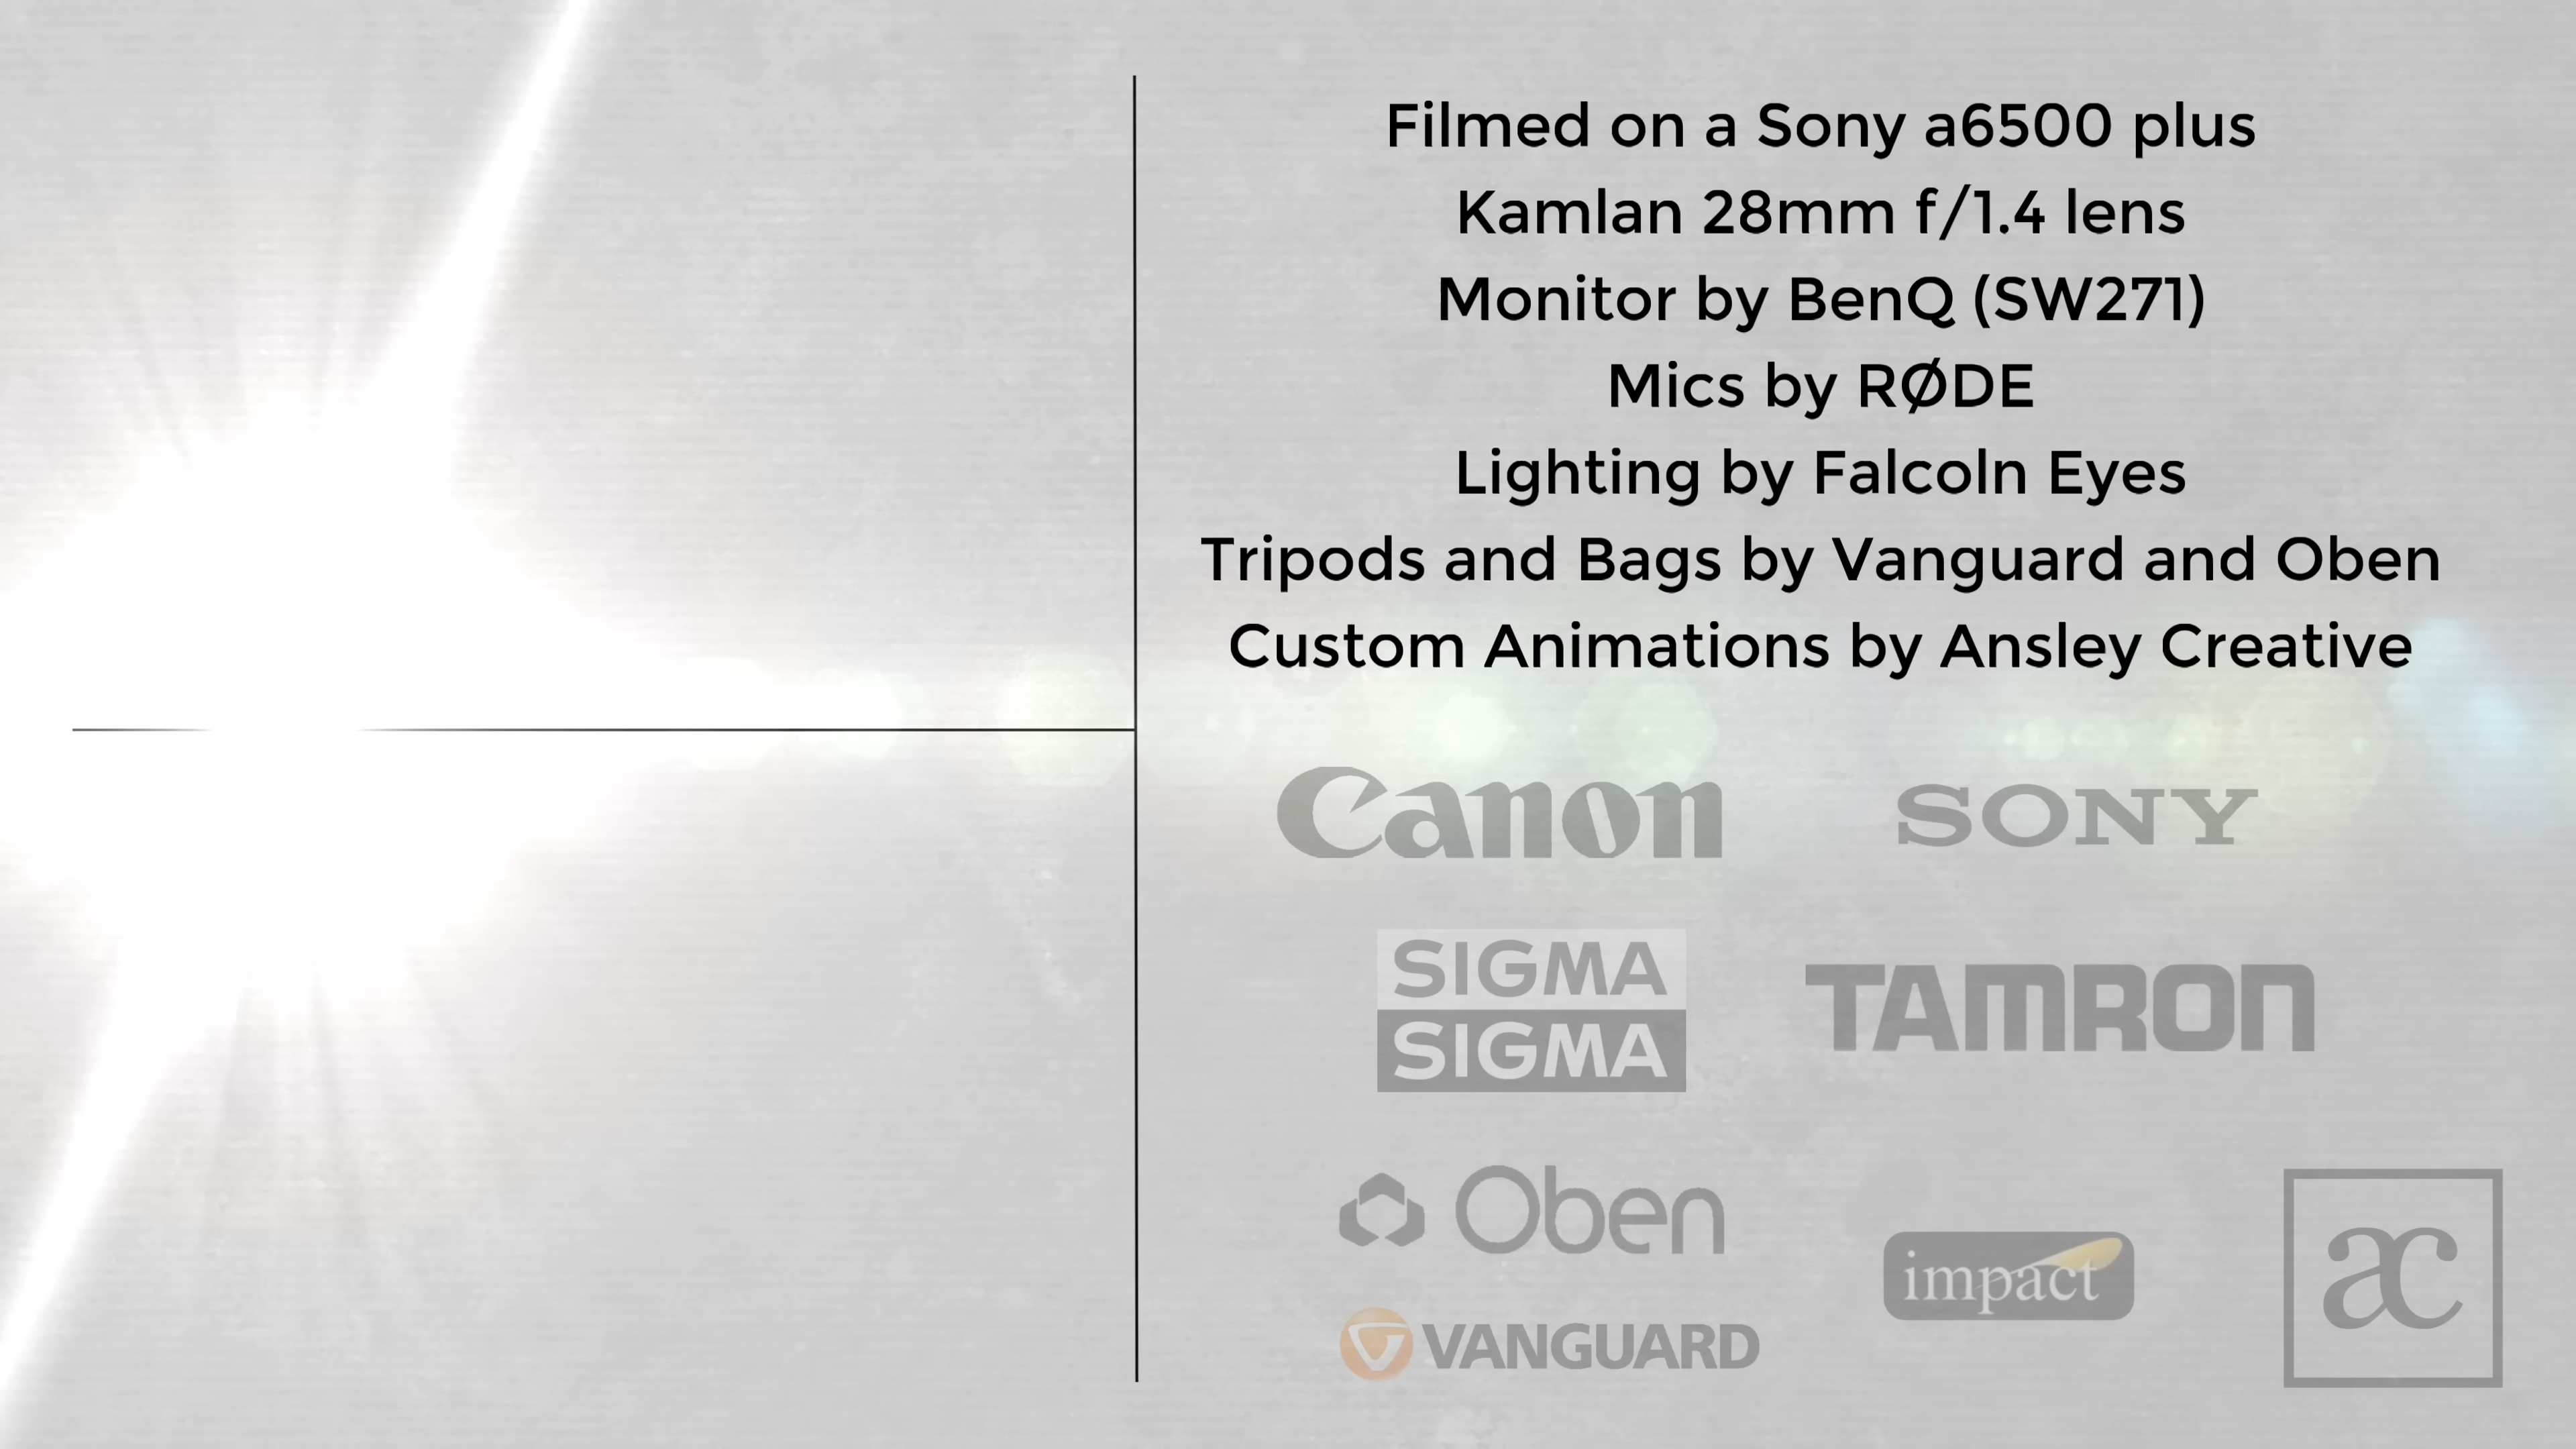 Filmed on a Sony a6500 plus
Kamlan 28mm f/1.4 lens
Monitor by BenQ (SW271)
Mics by RØDE
Lighting by Falcoln Eyes
Tripods and Bags by Vanguard and Oben
Custom Animations by Ansley Creative
Canon
SONY
SIGMA
SIGMA
TAMRON
Oben
impact
VANGUARD
ac